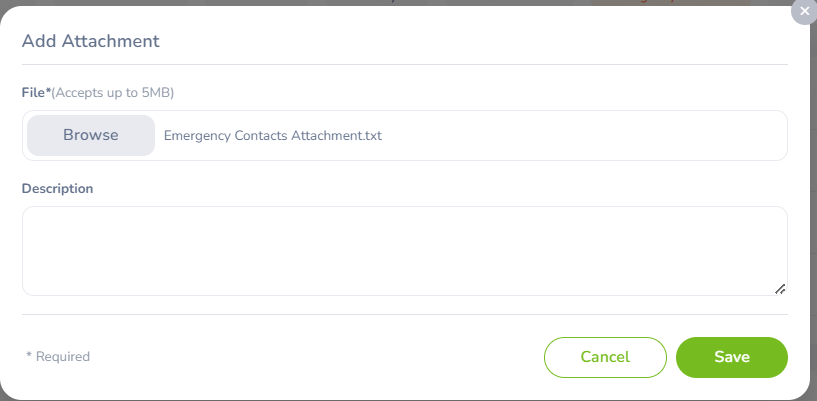 Add Attachment
File*(Accepts up to 5MB)
Browse Emergency Contacts Attachment.txt
Description
* Required Cancel Save